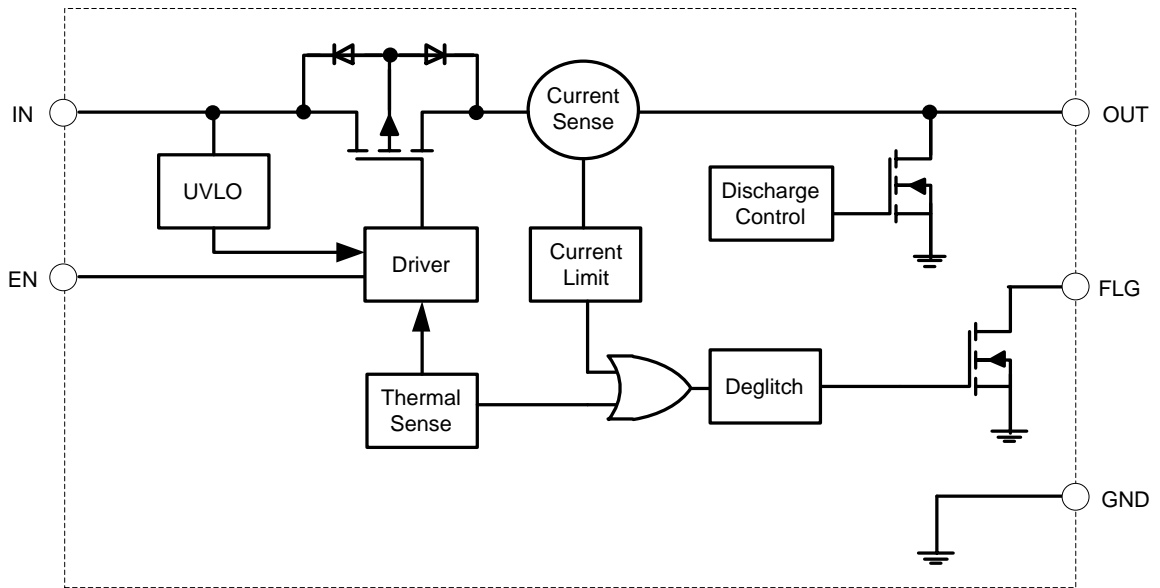 IN
Current
Sense
OUT
UVLO
Discharge
Control
Driver
Current
Limit
EN
FLG
Thermal
Sense
Deglitch
GND